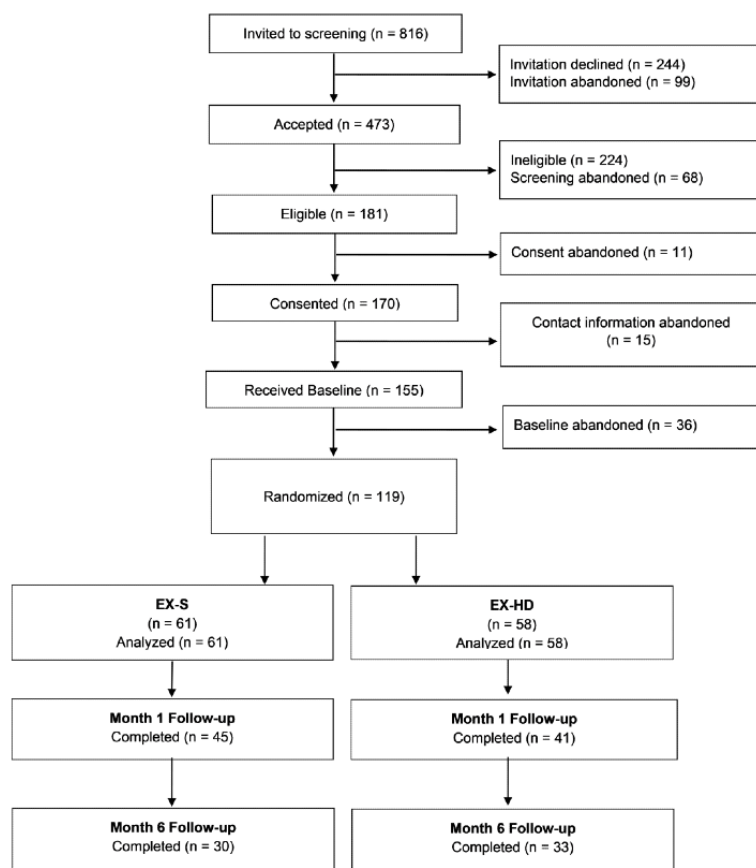 Invited to screening (n = 816)
Invitation declined (n = 244)
Invitation abandoned (n = 99)
Accepted (n = 473)
Ineligible (n = 224)
Screening abandoned (n = 68)
Eligible (n = 181)
Consent abandoned (n = 11)
Consented (n = 170)
Contact information abandoned
(n = 15)
Received Baseline (n = 155)
Baseline abandoned (n = 36)
Randomized (n = 119)
EX-S
(n = 61)
Analyzed (n = 61)
EX-HD
(n = 58)
Analyzed (n = 58)
Month 1 Follow-up
Completed (n = 45)
Month 1 Follow-up
Completed (n = 41)
Month 6 Follow-up
Completed (n = 30)
Month 6 Follow-up
Completed (n = 33)